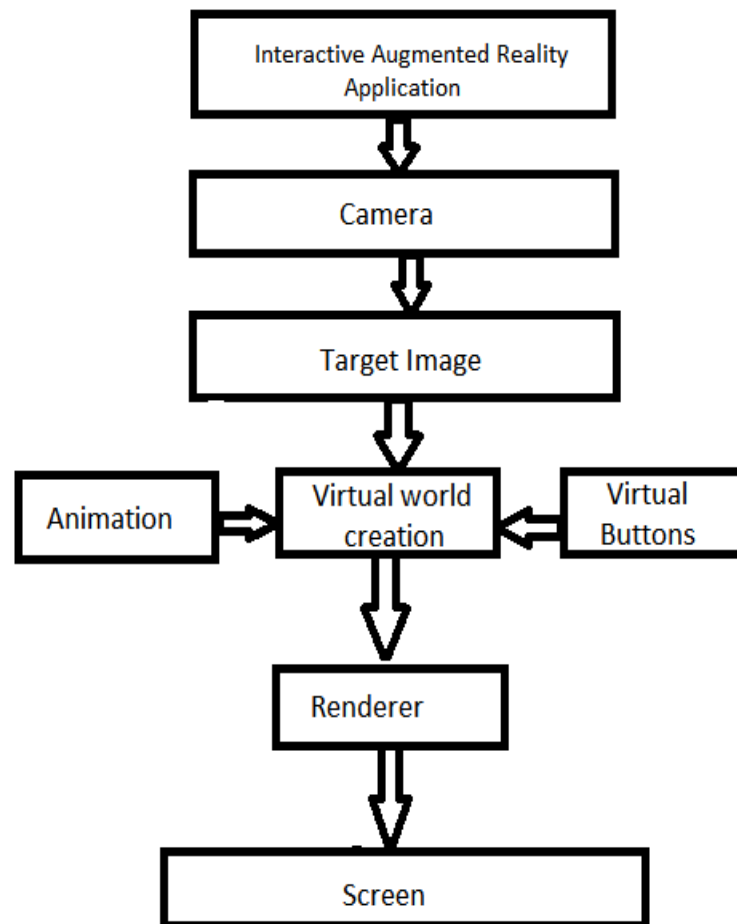 Interactive Augmented Reality
Application
Camera
Target Image
Animation
Virtual world
creation
Virtual
Buttons
Renderer
Screen